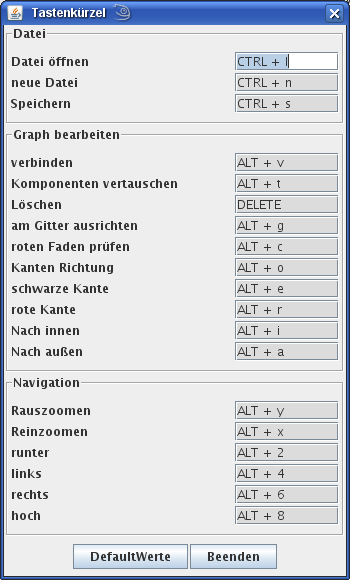 Tastenkürzel
Datei
Datei öffnen CTRL + l
neue Datei CTRL + n
Speichern CTRL + s
Graph bearbeiten
verbinden ALT + v
Komponenten vertauschen ALT + t
Löschen DELETE
am Gitter ausrichten ALT + g
roten Faden prüfen ALT + c
Kanten Richtung ALT + o
schwarze Kante ALT + e
rote Kante ALT + r
Nach innen ALT + i
Nach außen ALT + a
Navigation
Rauszoomen ALT + y
Reinzoomen ALT + x
runter ALT + 2
links ALT + 4
rechts ALT + 6
hoch ALT + 8
DefaultWerte Beenden